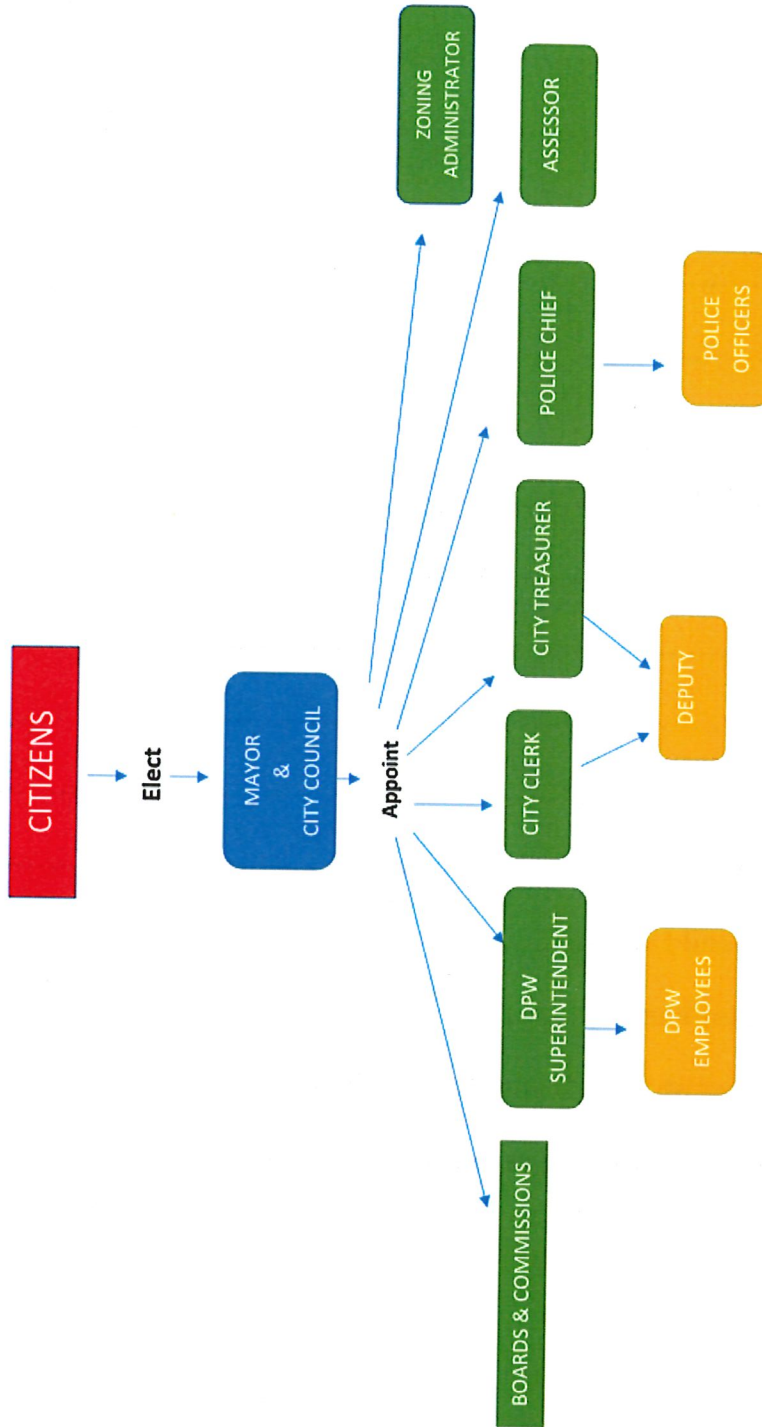 CITIZENS
Elect
MAYOR
&
CITY COUNCIL
Appoint
ZONING
ADMINISTRATOR
BOARDS & COMMISSIONS
DPW
SUPERINTENDENT
CITY CLERK
CITY TREASURER
POLICE CHIEF
ASSESSOR
DPW
EMPLOYEES
DEPUTY
POLICE
OFFICERS